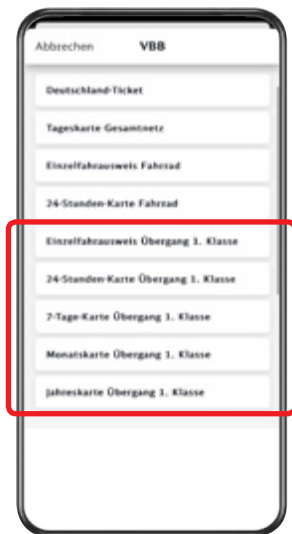 Abbrechen VBB
Deutschland-Ticket
Tageskarte Gesamtnetz
Einzelfahrausweis Fahrrad
24-Stunden-Karte Fahrrad
Einzelfahrausweis Übergang 1. Klasse
24-Stunden-Karte Übergang 1. Klasse
7-Tage-Karte Übergang 1. Klasse
Monatskarte Übergang 1. Klasse
Jahreskarte Übergang 1. Klasse